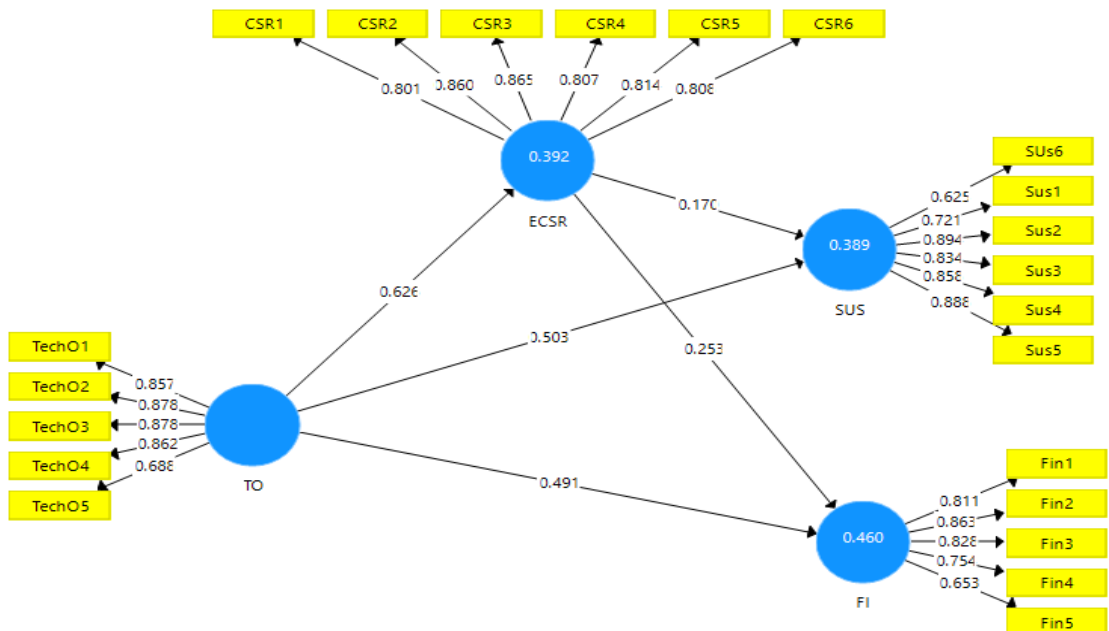 CSR1
CSR2
CSR3
CSR4
CSR5
CSR6
0.801
0.860
0.865
0.807
0.814
0.808
0.392
ECSR
0.170
0.626
0.503
0.253
0.491
SUs6
Sus1
Sus2
Sus3
Sus4
Sus5
0.625
0.721
0.894
0.834
0.858
0.888
0.389
SUS
TechO1
TechO2
TechO3
TechO4
TechO5
0.857
0.878
0.878
0.862
0.688
TO
Fin1
Fin2
Fin3
Fin4
Fin5
0.811
0.863
0.828
0.754
0.653
0.460
FI